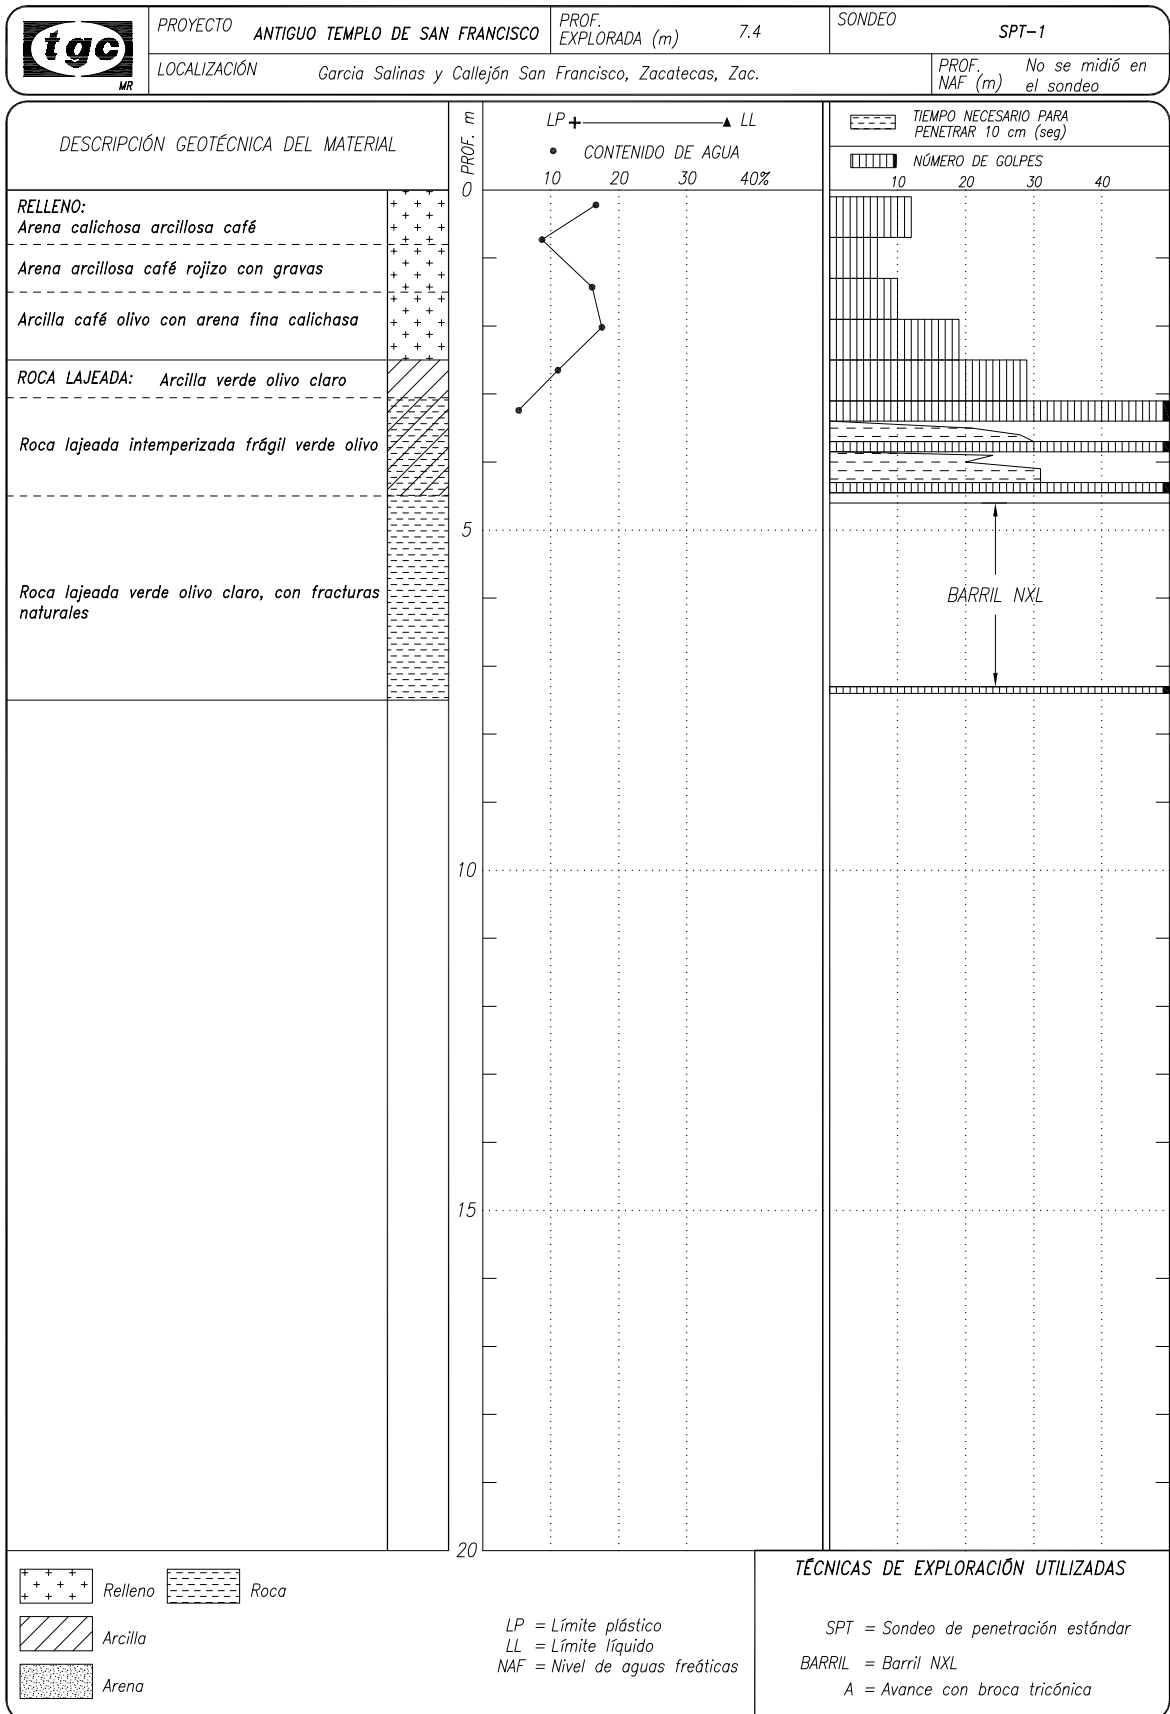 tgc
MR
PROYECTO ANTIGUO TEMPLO DE SAN FRANCISCO
PROF.
EXPLORADA (m) 7.4
SONDEO
SPT-1
LOCALIZACIÓN Garcia Salinas y Callejón San Francisco, Zacatecas, Zac.
PROF.
NAF (m)
No se midió en
el sondeo
DESCRIPCIÓN GEOTÉCNICA DEL MATERIAL
PROF. m
LP LL
CONTENIDO DE AGUA
10 20 30 40%
TIEMPO NECESARIO PARA
PENETRAR 10 cm (seg)
NÚMERO DE GOLPES
10 20 30 40
0
RELLENO:
Arena calichosa arcillosa café
Arena arcillosa café rojizo con gravas
Arcilla café olivo con arena fina calichasa
ROCA LAJEADA: Arcilla verde olivo claro
Roca lajeada intemperizada frágil verde olivo
5
Roca lajeada verde olivo claro, con fracturas
naturales
BARRIL NXL
10
15
20
Relleno
Roca
Arcilla
Arena
LP = Límite plástico
LL = Límite líquido
NAF = Nivel de aguas freáticas
TÉCNICAS DE EXPLORACIÓN UTILIZADAS
SPT = Sondeo de penetración estándar
BARRIL = Barril NXL
A = Avance con broca tricónica